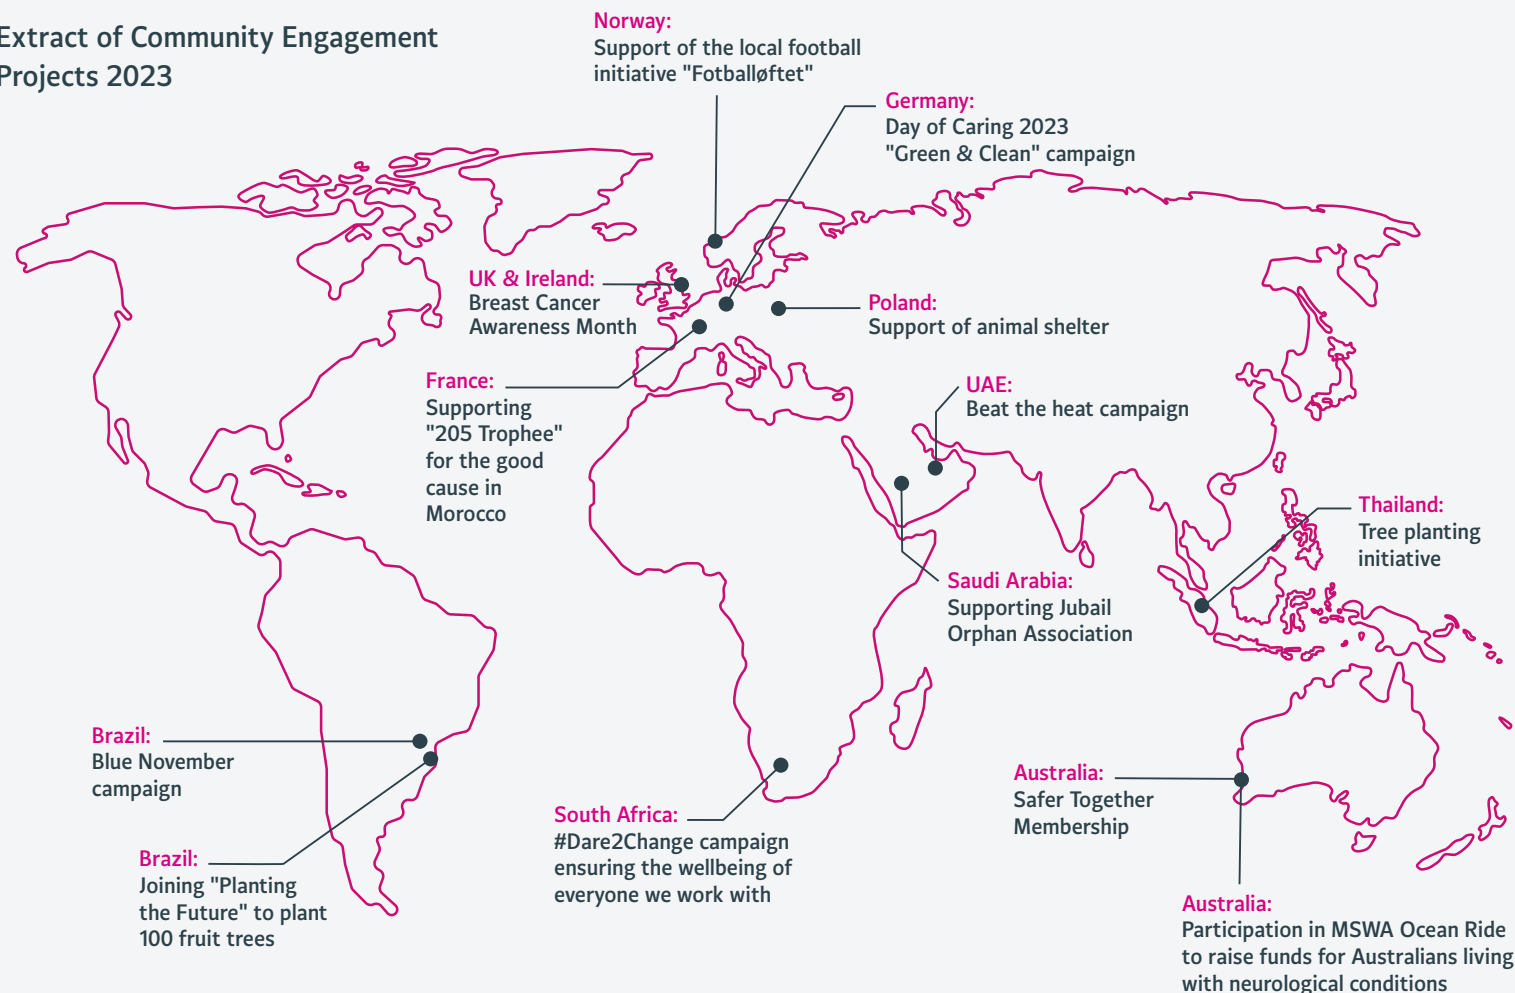 Extract of Community Engagement
Projects 2023
Norway:
Support of the local football
initiative "Fotballøftet"
Germany:
Day of Caring 2023
"Green & Clean" campaign
UK & Ireland:
Breast Cancer
Awareness Month
Poland:
Support of animal shelter
France:
Supporting
"205 Trophee"
for the good
cause in
Morocco
UAE:
Beat the heat campaign
Thailand:
Tree planting
initiative
Saudi Arabia:
Supporting Jubail
Orphan Association
Brazil:
Blue November
campaign
Brazil:
Joining "Planting
the Future" to plant
100 fruit trees
South Africa:
#Dare2Change campaign
ensuring the wellbeing of
everyone we work with
Australia:
Safer Together
Membership
Australia:
Participation in MSWA Ocean Ride
to raise funds for Australians living
with neurological conditions